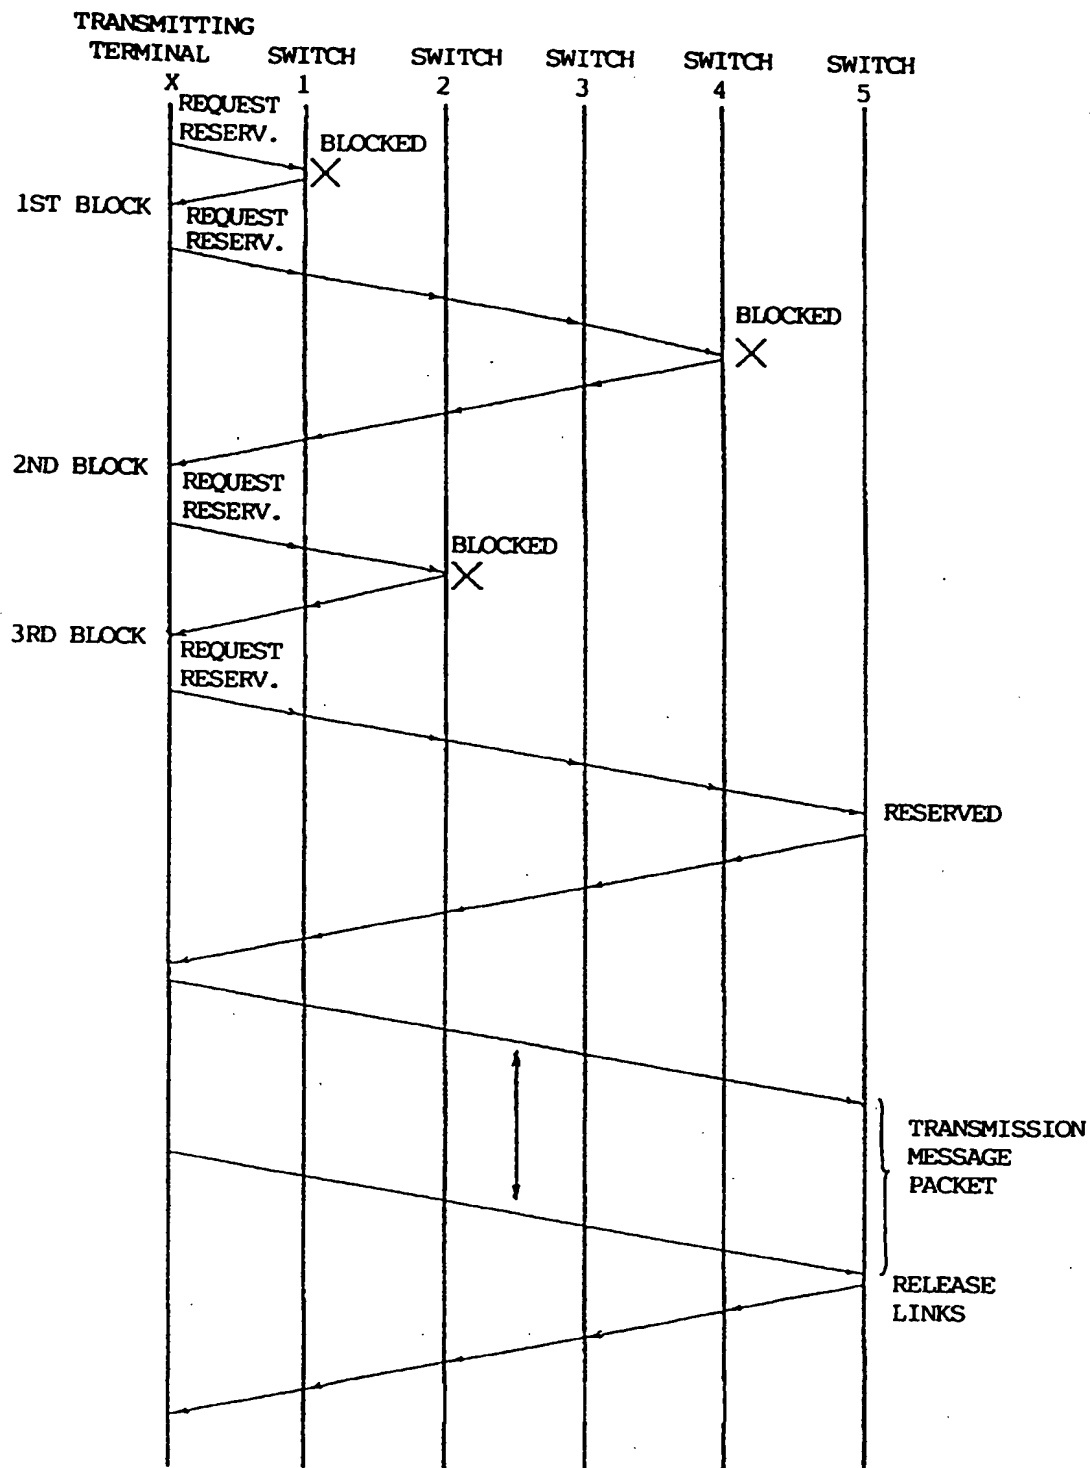 TRANSMITTING
TERMINAL
X
SWITCH
1
SWITCH
2
SWITCH
3
SWITCH
4
SWITCH
5
REQUEST
RESERV.
BLOCKED
1ST BLOCK
REQUEST
RESERV.
BLOCKED
2ND BLOCK
REQUEST
RESERV.
BLOCKED
3RD BLOCK
REQUEST
RESERV.
RESERVED
TRANSMISSION
MESSAGE
PACKET
RELEASE
LINKS